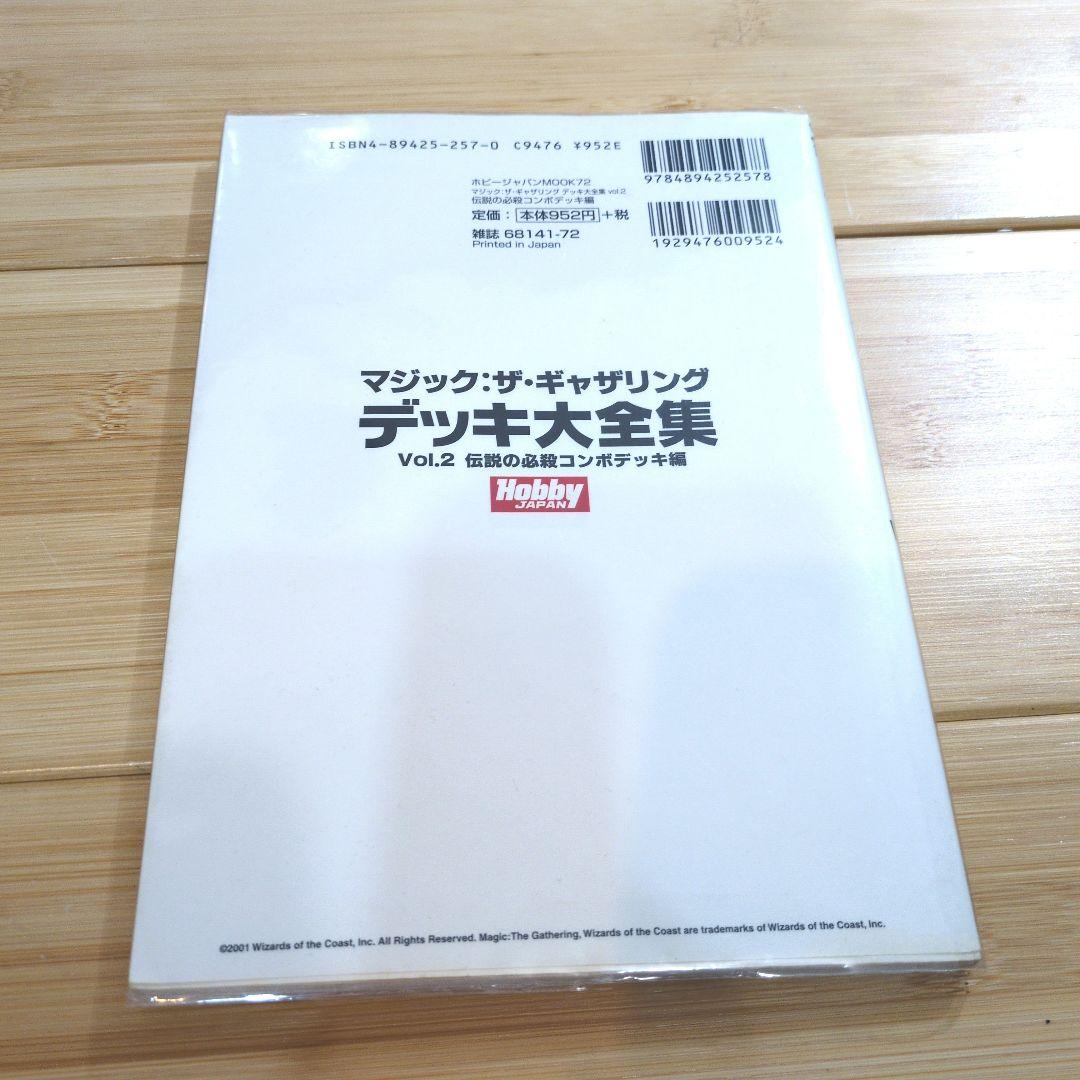 ISBN4-89425-257-0 C9476 ¥952E
9784894252578
ホビージャパンMOOK72
マジック:ザ・ギャザリング デッキ大全集 vol.2
伝説の必殺コンボデッキ編
定価：本体952円+税
雑誌 68141-72
Printed in Japan
1929476009524
マジック:ザ・ギャザリング
デッキ大全集
Vol.2 伝説の必殺コンボデッキ編
Hobby
JAPAN
©2001 Wizards of the Coast, Inc. All Rights Reserved. Magic:The Gathering, Wizards of the Coast are trademarks of Wizards of the Coast, Inc.